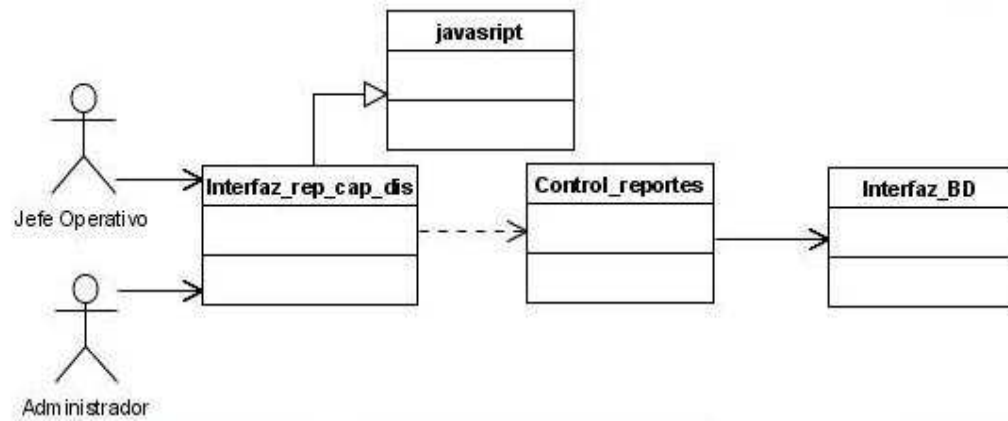 javasript
Interfaz_rep_cap_dis
Control_reportes
Interfaz_BD
Jefe Operativo
Administrador